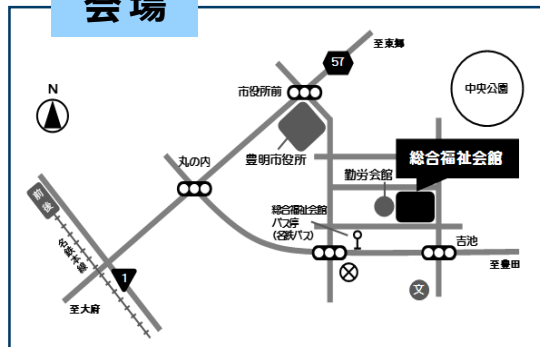 会場
至東郷
57
N
市役所前
中央公園
豊明市役所
丸の内
総合福祉会館
勤労会館
前後
総合福祉会館
バス停
(名鉄バス)
吉池
名鉄本線
1
至豊田
文
至大府